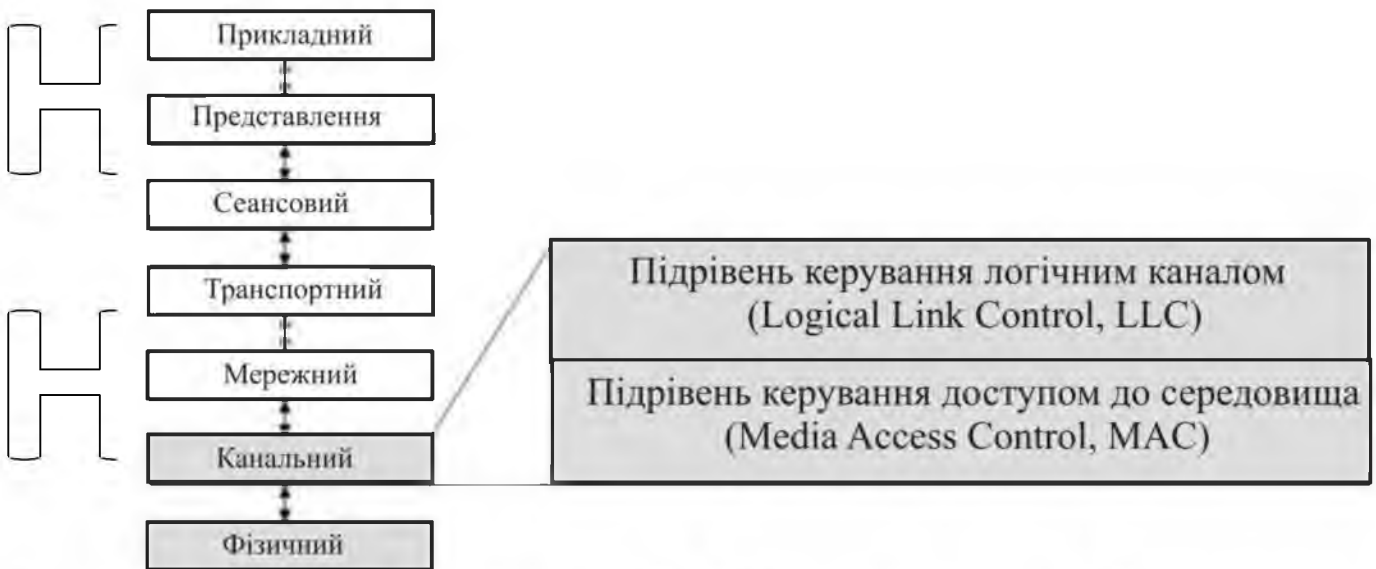 Прикладний
Представлення
Сеансовий
Транспортний
Мережний
Канальний
Фізичний
Підрівень керування логічним каналом
(Logical Link Control, LLC)
Підрівень керування доступом до середовища
(Media Access Control, MAC)